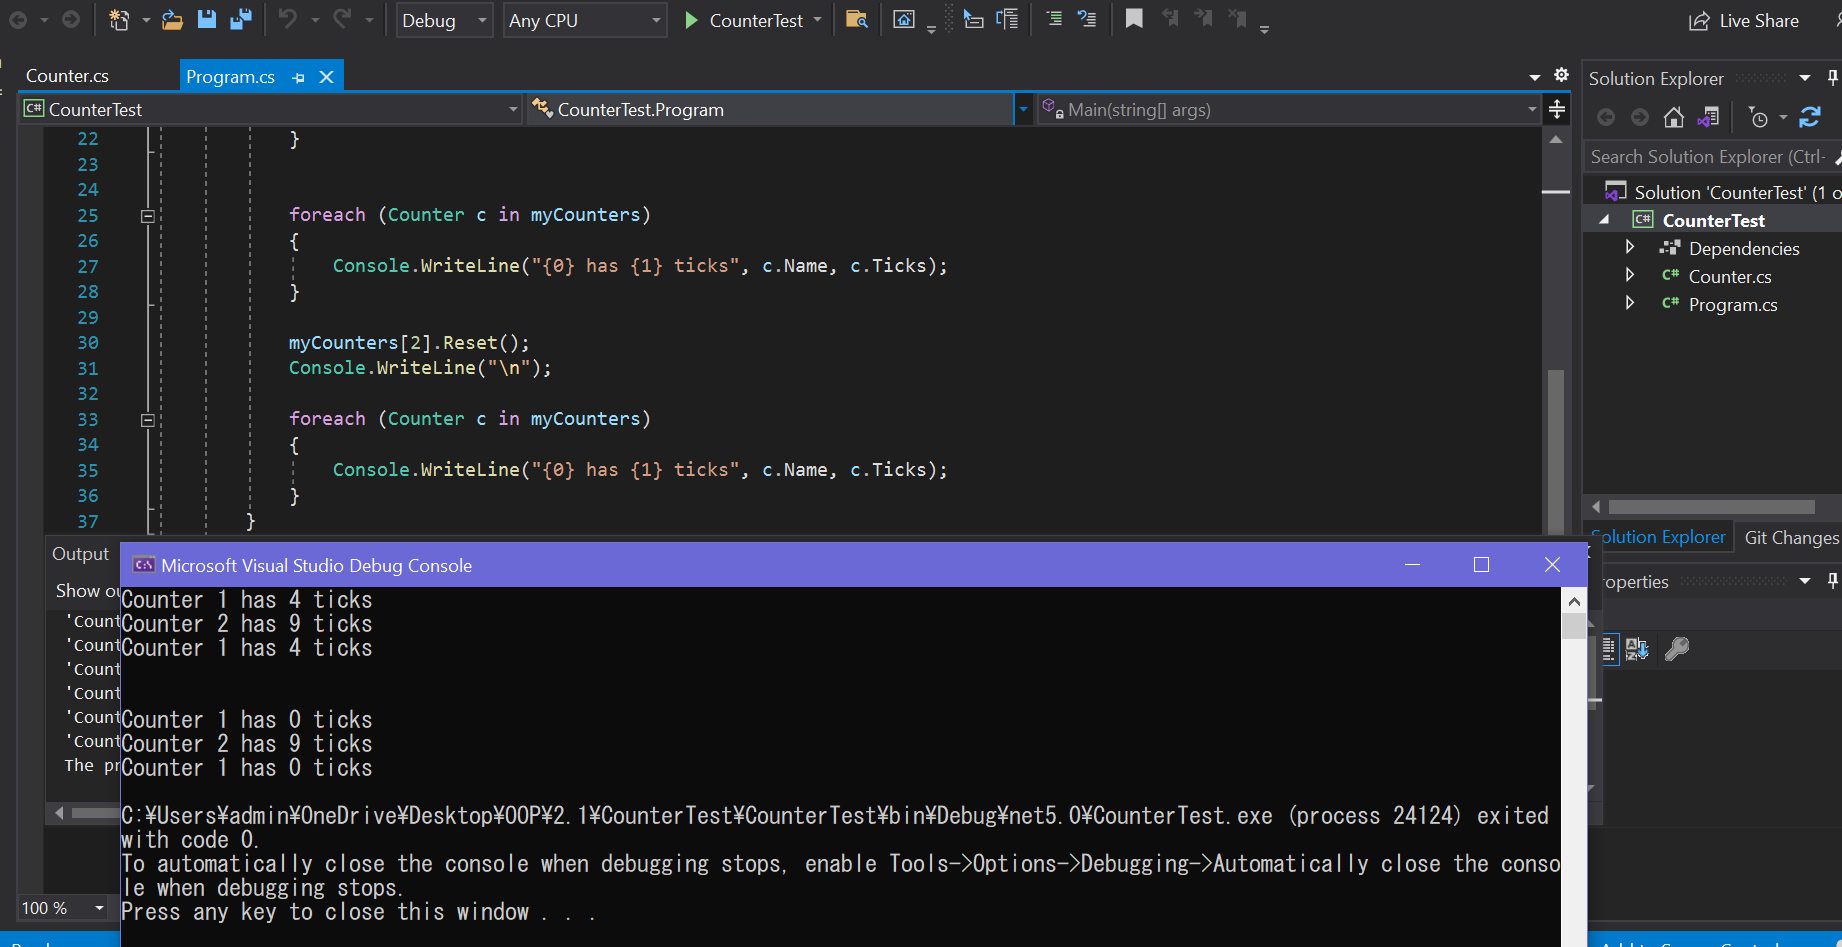 Debug
Any CPU
CounterTest
Live Share
Counter.cs
Program.cs
Solution Explorer
C# CounterTest
CounterTest.Program
Main(string[] args)
Search Solution Explorer (Ctrl-
Solution 'CounterTest' (1 o
C# CounterTest
Dependencies
C# Counter.cs
C# Program.cs
22 }
23
24
25 foreach (Counter c in myCounters)
26 {
27 Console.WriteLine("{0} has {1} ticks", c.Name, c.Ticks);
28 }
29
30 myCounters[2].Reset();
31 Console.WriteLine("\n");
32
33 foreach (Counter c in myCounters)
34 {
35 Console.WriteLine("{0} has {1} ticks", c.Name, c.Ticks);
36 }
37 }
Solution Explorer
Git Changes
roperties
Output
Show ou
'Count
'Count
'Count
'Count
'Count
'Count
The pr
100 %
Microsoft Visual Studio Debug Console
Counter 1 has 4 ticks
Counter 2 has 9 ticks
Counter 1 has 4 ticks
Counter 1 has 0 ticks
Counter 2 has 9 ticks
Counter 1 has 0 ticks
C:¥Users¥admin¥OneDrive¥Desktop¥OOP¥2.1¥CounterTest¥CounterTest¥bin¥Debug¥net5.0¥CounterTest.exe (process 24124) exited
with code 0.
To automatically close the console when debugging stops, enable Tools->Options->Debugging->Automatically close the conso
le when debugging stops.
Press any key to close this window . . .